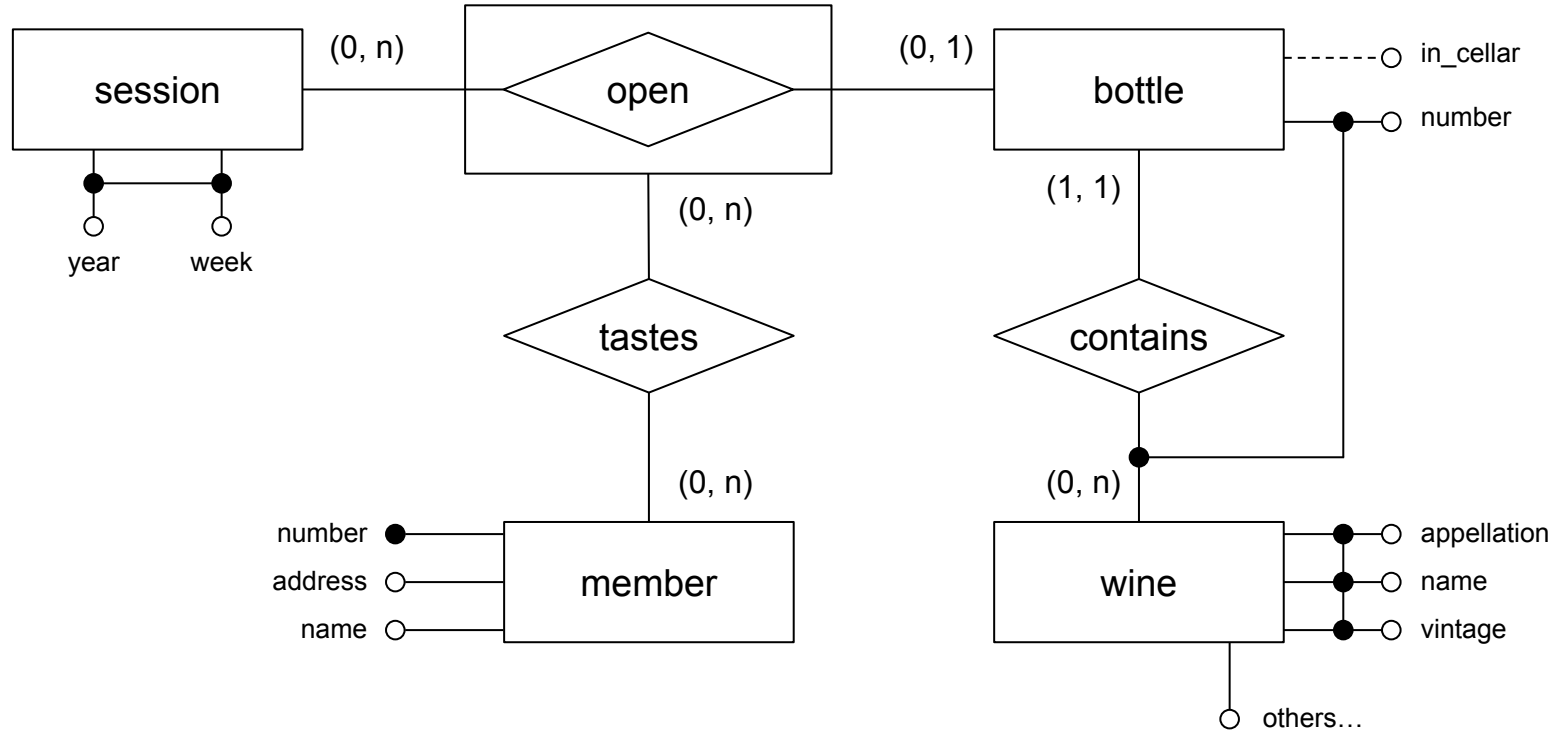 (0, n)
(0, 1)
session
open
bottle
in_cellar
number
(0, n)
(1, 1)
year
week
tastes
contains
(0, n)
(0, n)
number
address
name
member
wine
appellation
name
vintage
others…